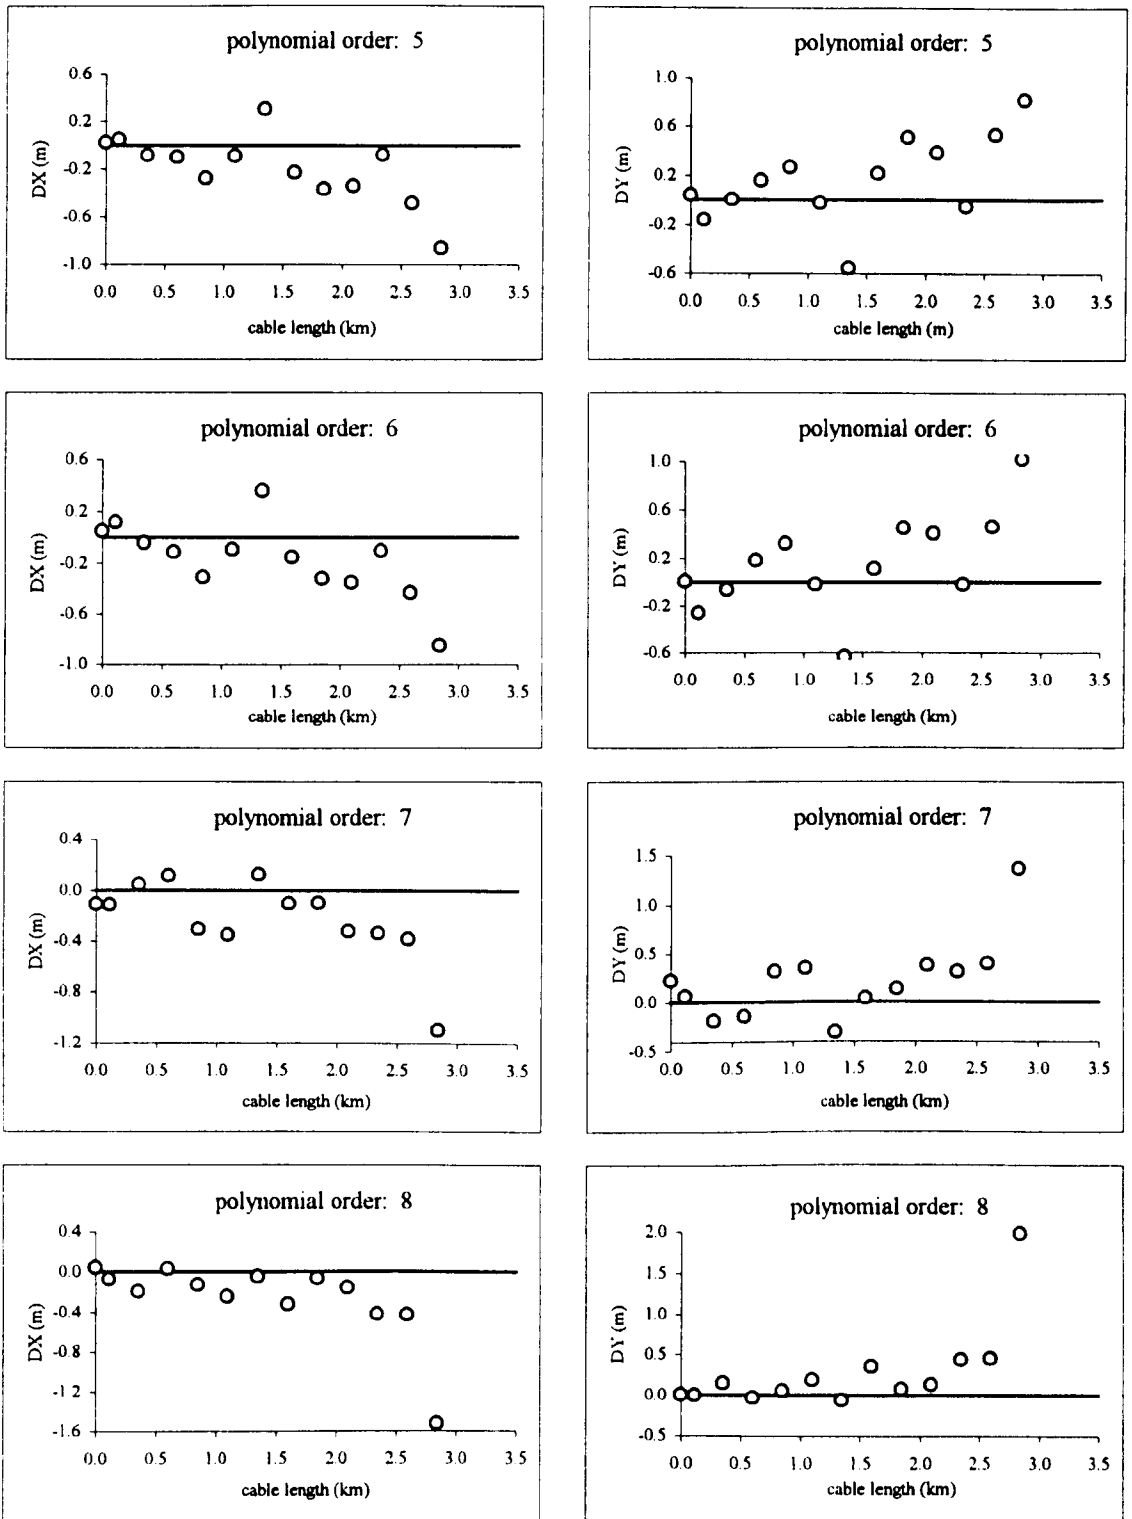 polynomial order: 5
0.6
0.2
-0.2
-0.6
-1.0
DX (m)
0.0 0.5 1.0 1.5 2.0 2.5 3.0 3.5
cable length (km)
polynomial order: 5
1.0
0.6
0.2
-0.2
-0.6
DY (m)
0.0 0.5 1.0 1.5 2.0 2.5 3.0 3.5
cable length (m)
polynomial order: 6
0.6
0.2
-0.2
-0.6
-1.0
DX (m)
0.0 0.5 1.0 1.5 2.0 2.5 3.0 3.5
cable length (km)
polynomial order: 6
1.0
0.6
0.2
-0.2
-0.6
DY (m)
0.0 0.5 1.0 1.5 2.0 2.5 3.0 3.5
cable length (km)
polynomial order: 7
0.4
0.0
-0.4
-0.8
-1.2
DX (m)
0.0 0.5 1.0 1.5 2.0 2.5 3.0 3.5
cable length (km)
polynomial order: 7
1.5
1.0
0.5
0.0
-0.5
DY (m)
0.0 0.5 1.0 1.5 2.0 2.5 3.0 3.5
cable length (km)
polynomial order: 8
0.4
0.0
-0.4
-0.8
-1.2
-1.6
DX (m)
0.0 0.5 1.0 1.5 2.0 2.5 3.0 3.5
cable length (km)
polynomial order: 8
2.0
1.5
1.0
0.5
0.0
-0.5
DY (m)
0.0 0.5 1.0 1.5 2.0 2.5 3.0 3.5
cable length (km)